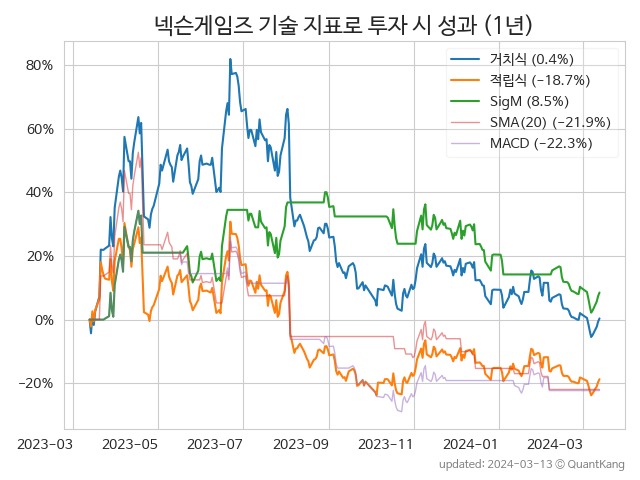 넥슨게임즈 기술 지표로 투자 시 성과 (1년)
거치식 (0.4%)
적립식 (−18.7%)
SigM (8.5%)
SMA(20) (−21.9%)
MACD (−22.3%)
80%
60%
40%
20%
0%
−20%
2023−03
2023−05
2023−07
2023−09
2023−11
2024−01
2024−03
updated: 2024−03−13 © QuantKang